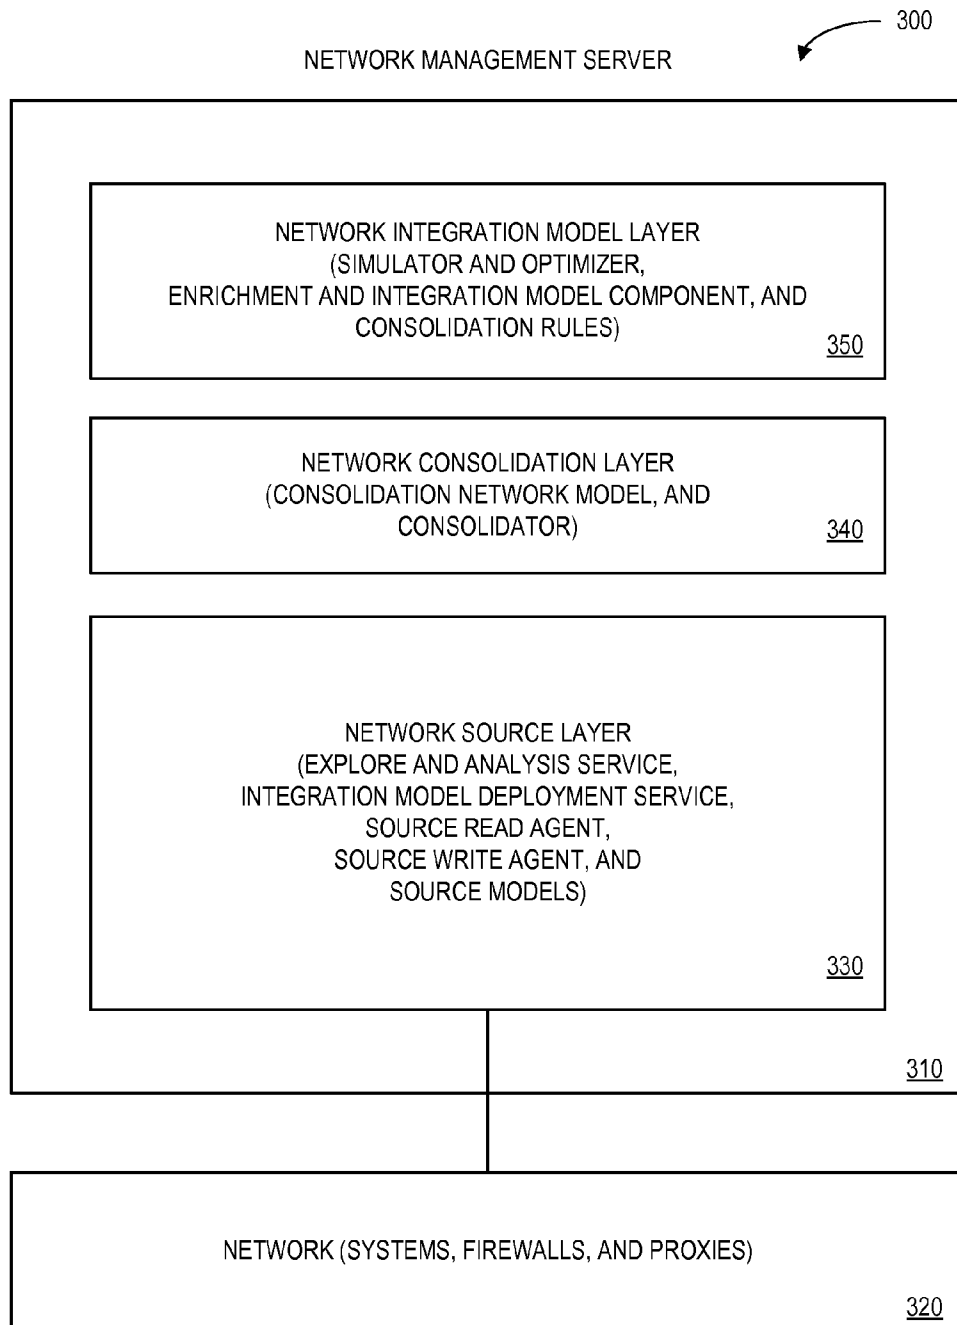 300
NETWORK MANAGEMENT SERVER
NETWORK INTEGRATION MODEL LAYER
(SIMULATOR AND OPTIMIZER,
ENRICHMENT AND INTEGRATION MODEL COMPONENT, AND
CONSOLIDATION RULES)
350
NETWORK CONSOLIDATION LAYER
(CONSOLIDATION NETWORK MODEL, AND
CONSOLIDATOR)
340
NETWORK SOURCE LAYER
(EXPLORE AND ANALYSIS SERVICE,
INTEGRATION MODEL DEPLOYMENT SERVICE,
SOURCE READ AGENT,
SOURCE WRITE AGENT, AND
SOURCE MODELS)
330
310
NETWORK (SYSTEMS, FIREWALLS, AND PROXIES)
320